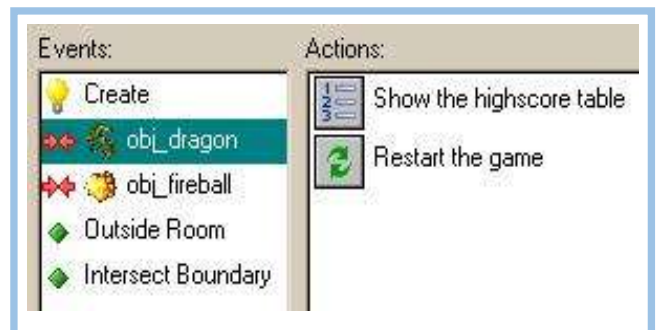 Events:
Actions:
Create
Show the highscore table
obj_dragon
Restart the game
obj_fireball
Outside Room
Intersect Boundary